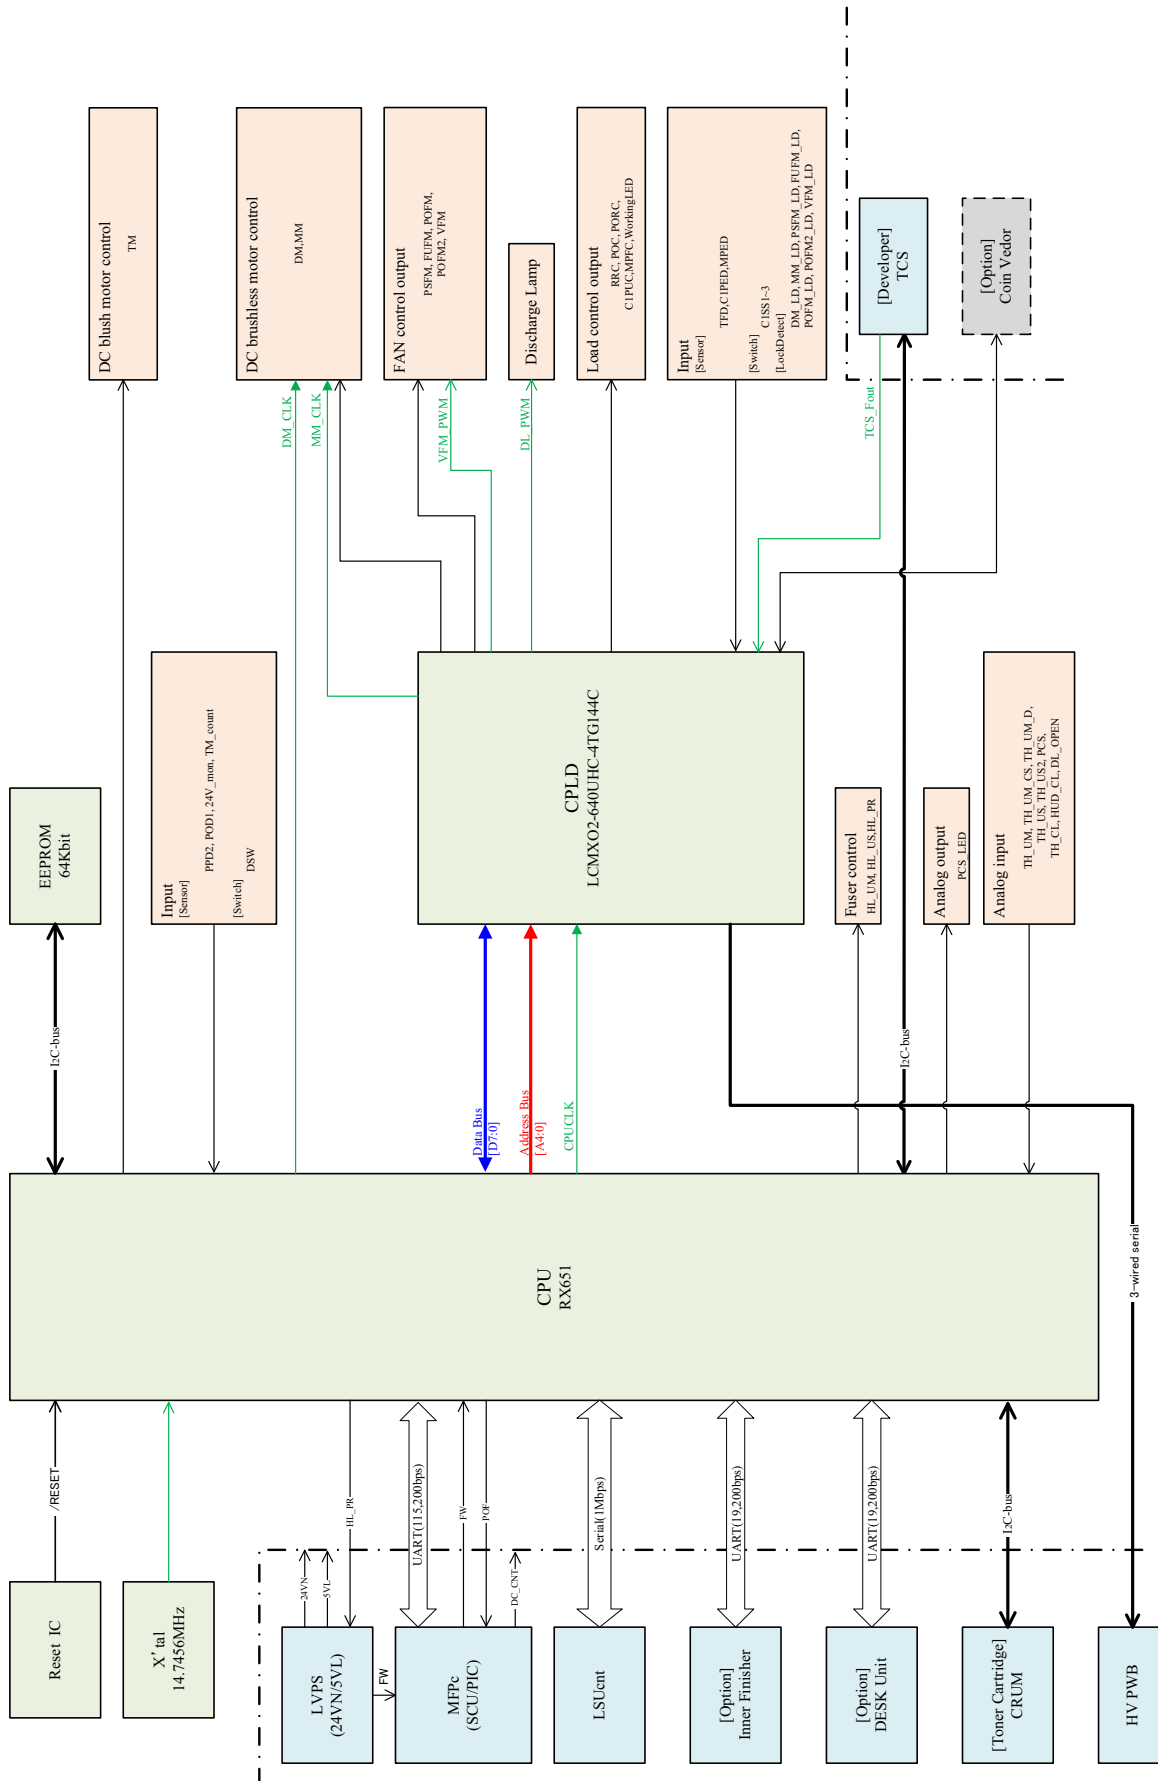 Reset IC
X' tal
14.7456MHz
LVPS
(24VN/5VL)
MFPc
(SCU/PIC)
LSUcnt
[Option]
Inner Finisher
[Option]
DESK Unit
[Toner Cartridge]
CRUM
HV PWB
/RESET
24VN
5VL
HL_PR
FW
UART(115,200bps)
FW
POF
DC_CNT
Serial(1Mbps)
UART(19,200bps)
UART(19,200bps)
I2C-bus
3-wired serial
CPU
RX651
I2C-bus
Data Bus
[D7:0]
Address Bus
[A4:0]
CPUCLK
I2C-bus
EEPROM
64Kbit
Input
[Sensor]
PPD2, POD1, 24V_mon, TM_count
[Switch]
DSW
CPLD
LCMXO2-640UHC-4TG144C
Fuser control
HL_UM, HL_US,HL_PR
Analog output
PCS_LED
Analog input
TH_UM, TH_UM_CS, TH_UM_D,
TH_US, TH_US2, PCS,
TH_CL, HUD_CL, DL_OPEN
DM_CLK
MM_CLK
VFM_PWM
DL_PWM
TCS_Fout
DC blush motor control
TM
DC brushless motor control
DM,MM
FAN control output
PSFM, FUFM, POFM,
POFM2, VFM
Discharge Lamp
Load control output
RRC, POC, PORC,
C1PUC,MPFC,WorkingLED
Input
[Sensor]
TFD,C1PED,MPED
[Switch]
C1SS1~3
[LockDetect]
DM_LD, MM_LD, PSFM_LD, FUFM_LD,
POFM_LD, POFM2_LD, VFM_LD
[Developer]
TCS
[Option]
Coin Vedor